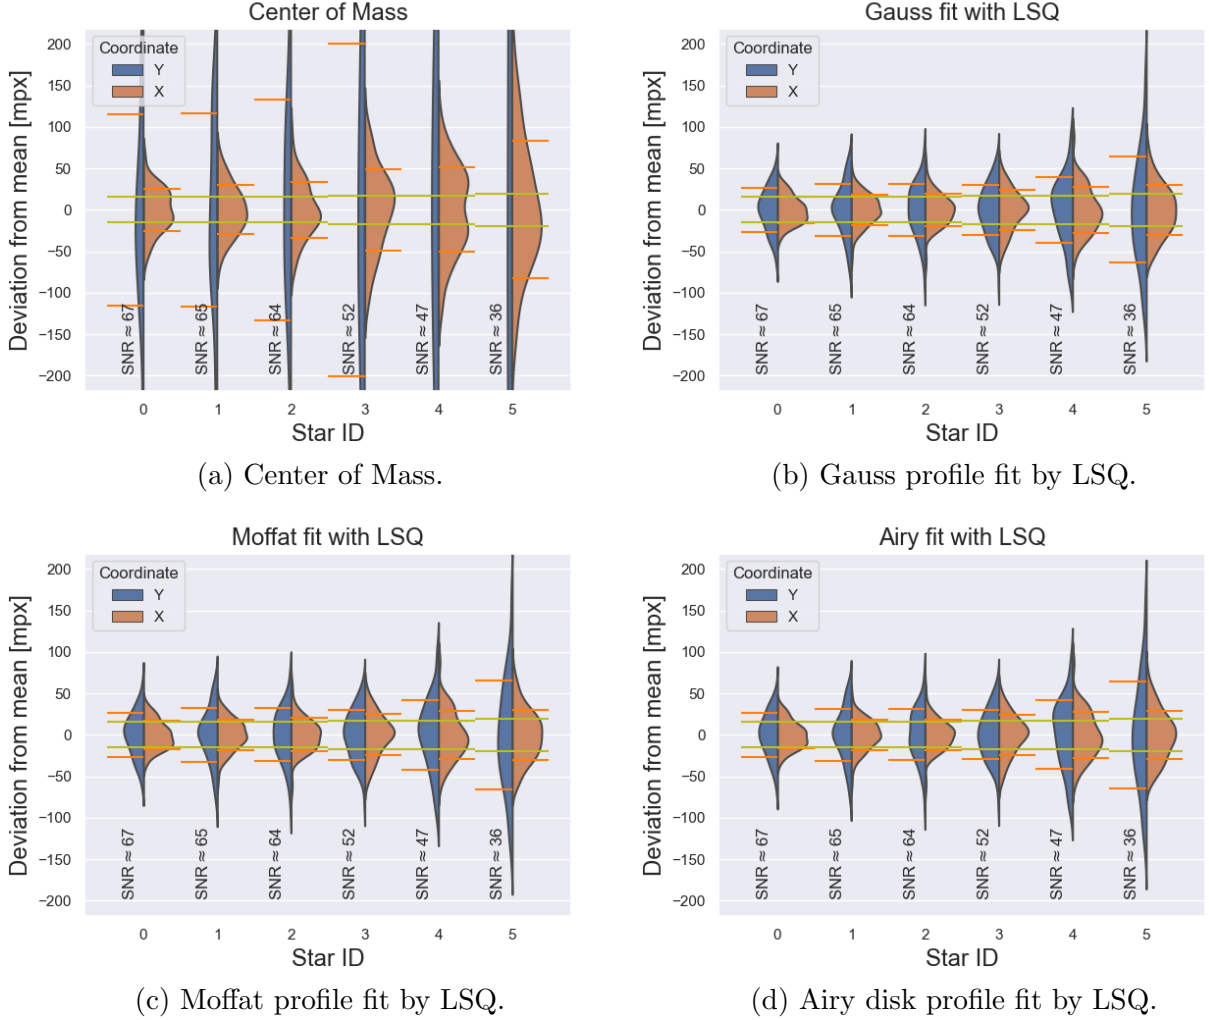 Center of Mass
Deviation from mean [mpx]
200
150
100
50
0
−50
−100
−150
−200
Coordinate
Y
X
SNR ≈ 67
SNR ≈ 65
SNR ≈ 64
SNR ≈ 52
SNR ≈ 47
SNR ≈ 36
0 1 2 3 4 5
Star ID
(a) Center of Mass.
Gauss fit with LSQ
Deviation from mean [mpx]
200
150
100
50
0
−50
−100
−150
−200
Coordinate
Y
X
SNR ≈ 67
SNR ≈ 65
SNR ≈ 64
SNR ≈ 52
SNR ≈ 47
SNR ≈ 36
0 1 2 3 4 5
Star ID
(b) Gauss profile fit by LSQ.
Moffat fit with LSQ
Deviation from mean [mpx]
200
150
100
50
0
−50
−100
−150
−200
Coordinate
Y
X
SNR ≈ 67
SNR ≈ 65
SNR ≈ 64
SNR ≈ 52
SNR ≈ 47
SNR ≈ 36
0 1 2 3 4 5
Star ID
(c) Moffat profile fit by LSQ.
Airy fit with LSQ
Deviation from mean [mpx]
200
150
100
50
0
−50
−100
−150
−200
Coordinate
Y
X
SNR ≈ 67
SNR ≈ 65
SNR ≈ 64
SNR ≈ 52
SNR ≈ 47
SNR ≈ 36
0 1 2 3 4 5
Star ID
(d) Airy disk profile fit by LSQ.